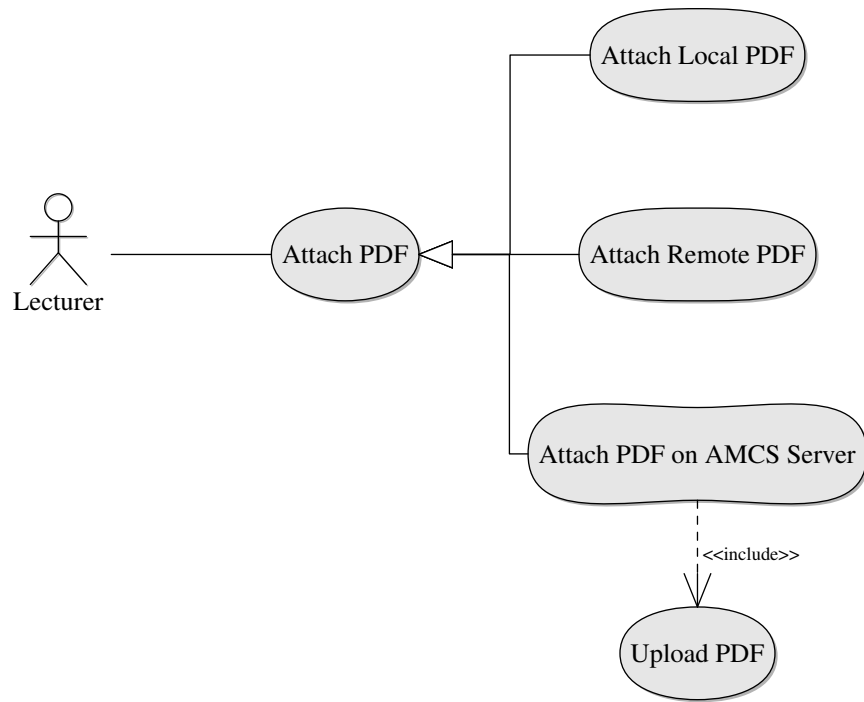 Attach Local PDF
Attach PDF
Attach Remote PDF
Lecturer
Attach PDF on AMCS Server
<<include>>
Upload PDF